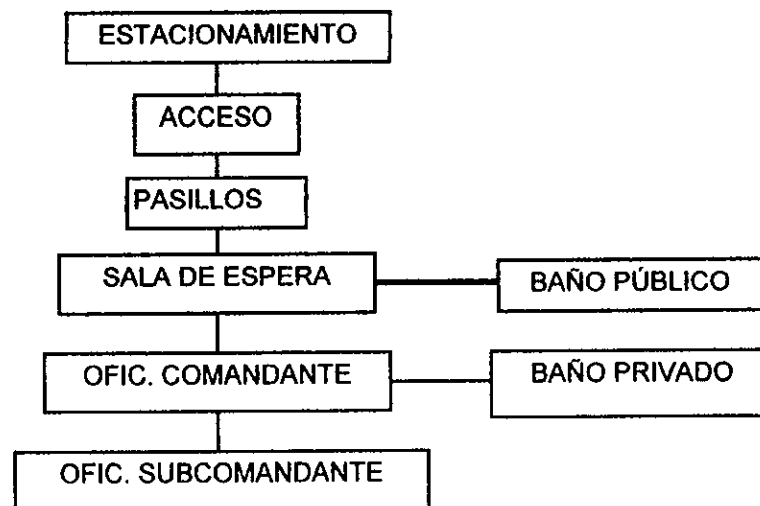 ESTACIONAMIENTO
ACCESO
PASILLOS
SALA DE ESPERA
BAÑO PÚBLICO
OFIC. COMANDANTE
BAÑO PRIVADO
OFIC. SUBCOMANDANTE